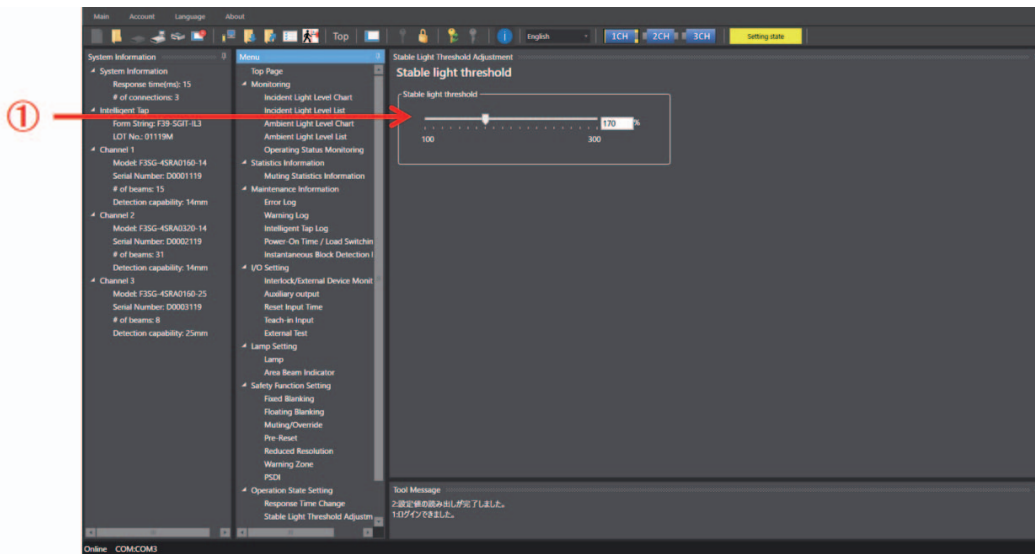 Main Account Language About
Top English 1CH 2CH 3CH Setting state
System Information
System Information
Response time(ms): 15
# of connections: 3
Intelligent Tap
Form String: F39-SGIT-IL3
LOT No.: 01119M
Channel 1
Model: F3SG-4SRA0160-14
Serial Number: D0001119
# of beams: 15
Detection capability: 14mm
Channel 2
Model: F3SG-4SRA0320-14
Serial Number: D0002119
# of beams: 31
Detection capability: 14mm
Channel 3
Model: F3SG-4SRA0160-25
Serial Number: D0003119
# of beams: 8
Detection capability: 25mm
Menu
Top Page
Monitoring
Incident Light Level Chart
Incident Light Level List
Ambient Light Level Chart
Ambient Light Level List
Operating Status Monitoring
Statistics Information
Muting Statistics Information
Maintenance Information
Error Log
Warning Log
Intelligent Tap Log
Power-On Time / Load Switchin
Instantaneous Block Detection I
I/O Setting
Interlock/External Device Monit
Auxiliary output
Reset Input Time
Teach-in Input
External Test
Lamp Setting
Lamp
Area Beam Indicator
Safety Function Setting
Fixed Blanking
Floating Blanking
Muting/Override
Pre-Reset
Reduced Resolution
Warning Zone
PSDI
Operation State Setting
Response Time Change
Stable Light Threshold Adjustm
Stable Light Threshold Adjustment
Stable light threshold
Stable light threshold
①
170 %
100 300
Tool Message
2:設定値の読み出しが完了しました。
1:ログインできました。
Online COM:COM3